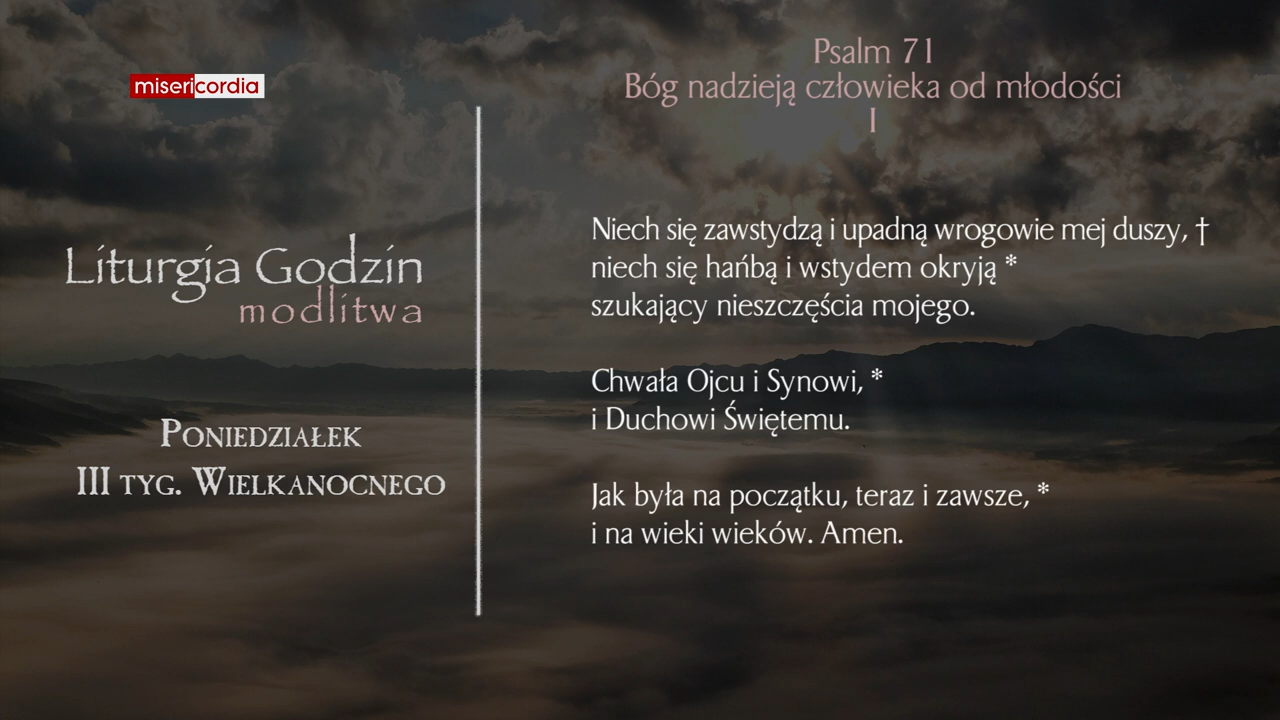 misericordia
Liturgia Godzin
modlitwa
Poniedziałek
III tyg. Wielkanocnego
Psalm 71
Bóg nadzieją człowieka od młodości
I
Niech się zawstydzą i upadną wrogowie mej duszy, †
niech się hańbą i wstydem okryją *
szukający nieszczęścia mojego.
Chwała Ojcu i Synowi, *
i Duchowi Świętemu.
Jak była na początku, teraz i zawsze, *
i na wieki wieków. Amen.